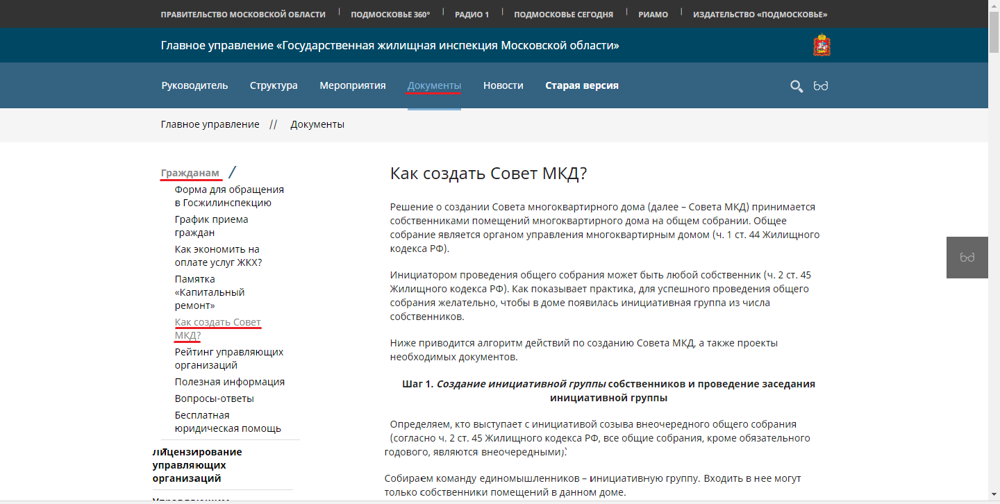 ПРАВИТЕЛЬСТВО МОСКОВСКОЙ ОБЛАСТИ | ПОДМОСКОВЬЕ 360° | РАДИО 1 | ПОДМОСКОВЬЕ СЕГОДНЯ | РИАМО | ИЗДАТЕЛЬСТВО «ПОДМОСКОВЬЕ»
Главное управление «Государственная жилищная инспекция Московской области»
Руководитель Структура Мероприятия Документы Новости Старая версия
Главное управление // Документы
Гражданам /
Форма для обращения
в Госжилинспекцию
График приема
граждан
Как экономить на
оплате услуг ЖКХ?
Памятка
«Капитальный
ремонт»
Как создать Совет
МКД?
Рейтинг управляющих
организаций
Полезная информация
Вопросы-ответы
Бесплатная
юридическая помощь
Лицензирование
управляющих
организаций
Управляющим
Как создать Совет МКД?
Решение о создании Совета многоквартирного дома (далее – Совета МКД) принимается
собственниками помещений многоквартирного дома на общем собрании. Общее
собрание является органом управления многоквартирным домом (ч. 1 ст. 44 Жилищного
кодекса РФ).
Инициатором проведения общего собрания может быть любой собственник (ч. 2 ст. 45
Жилищного кодекса РФ). Как показывает практика, для успешного проведения общего
собрания желательно, чтобы в доме появилась инициативная группа из числа
собственников.
Ниже приводится алгоритм действий по созданию Совета МКД, а также проекты
необходимых документов.
Шаг 1. Создание инициативной группы собственников и проведение заседания
инициативной группы
Определяем, кто выступает с инициативой созыва внеочередного общего собрания
(согласно ч. 2 ст. 45 Жилищного кодекса РФ, все общие собрания, кроме обязательного
годового, являются внеочередными).
Собираем команду единомышленников – инициативную группу. Входить в нее могут
только собственники помещений в данном доме.